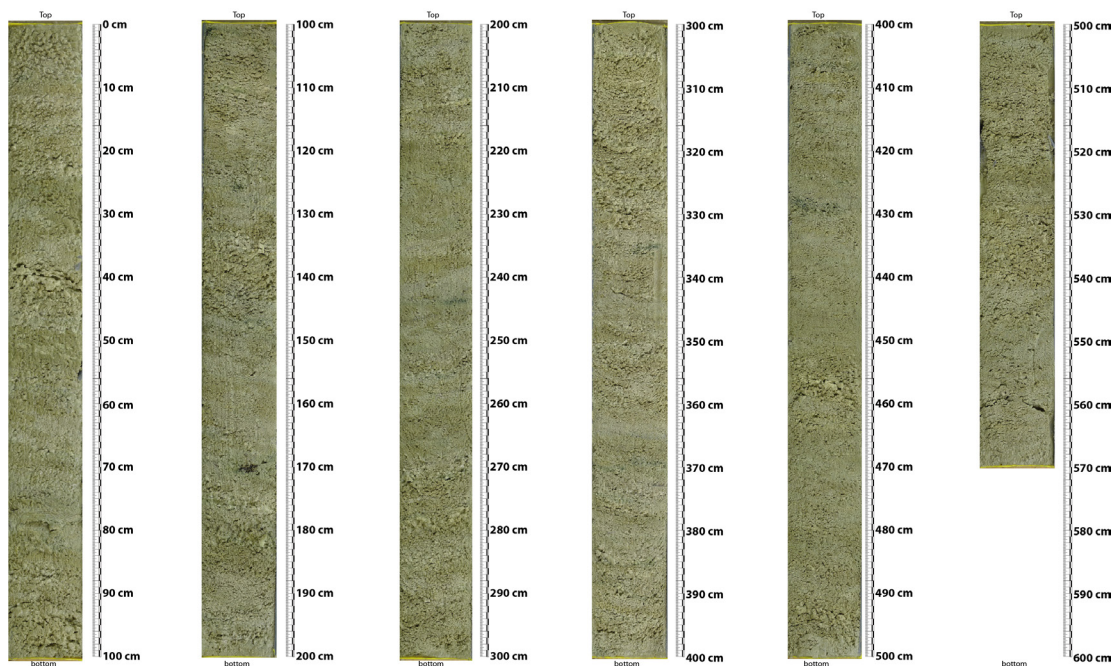 Top
0 cm
10 cm
20 cm
30 cm
40 cm
50 cm
60 cm
70 cm
80 cm
90 cm
100 cm
bottom
Top
100 cm
110 cm
120 cm
130 cm
140 cm
150 cm
160 cm
170 cm
180 cm
190 cm
200 cm
bottom
Top
200 cm
210 cm
220 cm
230 cm
240 cm
250 cm
260 cm
270 cm
280 cm
290 cm
300 cm
bottom
Top
300 cm
310 cm
320 cm
330 cm
340 cm
350 cm
360 cm
370 cm
380 cm
390 cm
400 cm
bottom
Top
400 cm
410 cm
420 cm
430 cm
440 cm
450 cm
460 cm
470 cm
480 cm
490 cm
500 cm
bottom
Top
500 cm
510 cm
520 cm
530 cm
540 cm
550 cm
560 cm
570 cm
580 cm
590 cm
600 cm
bottom